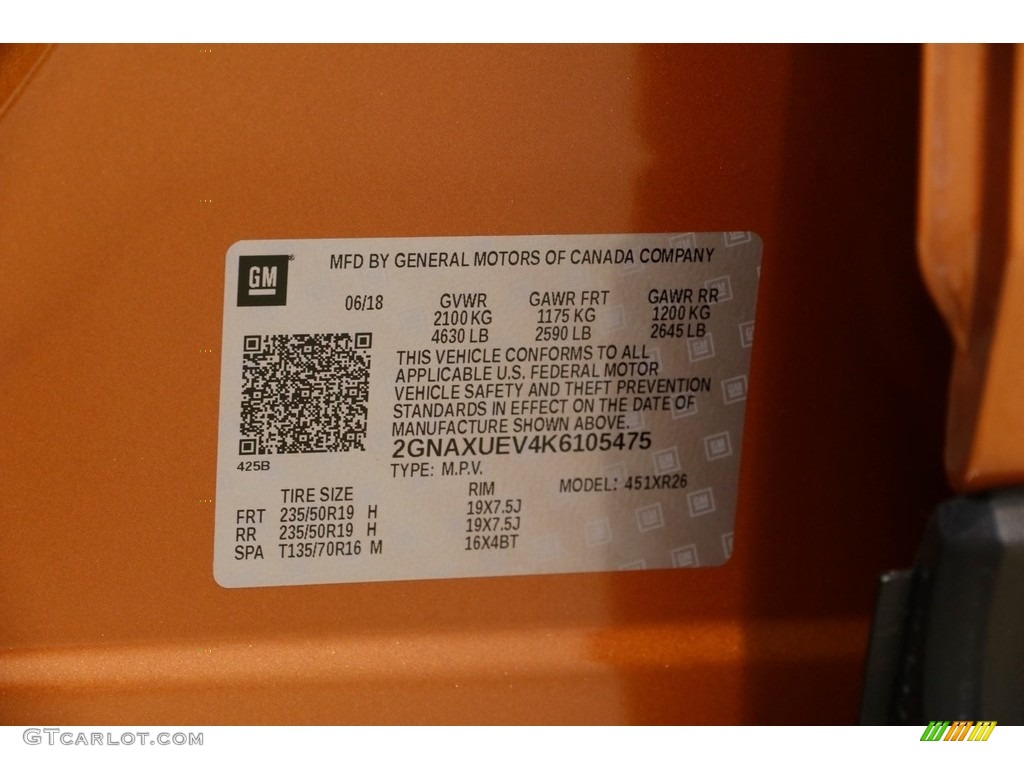 MFD BY GENERAL MOTORS OF CANADA COMPANY
GM
06/18 GVWR GAWR FRT GAWR RR
2100 KG 1175 KG 1200 KG
4630 LB 2590 LB 2645 LB
THIS VEHICLE CONFORMS TO ALL
APPLICABLE U.S. FEDERAL MOTOR
VEHICLE SAFETY AND THEFT PREVENTION
STANDARDS IN EFFECT ON THE DATE OF
MANUFACTURE SHOWN ABOVE.
2GNAXUEV4K6105475
425B
TYPE: M.P.V.
TIRE SIZE RIM MODEL: 451XR26
FRT 235/50R19 H 19X7.5J
RR 235/50R19 H 19X7.5J
SPA T135/70R16 M 16X4BT
GTcarlot.com